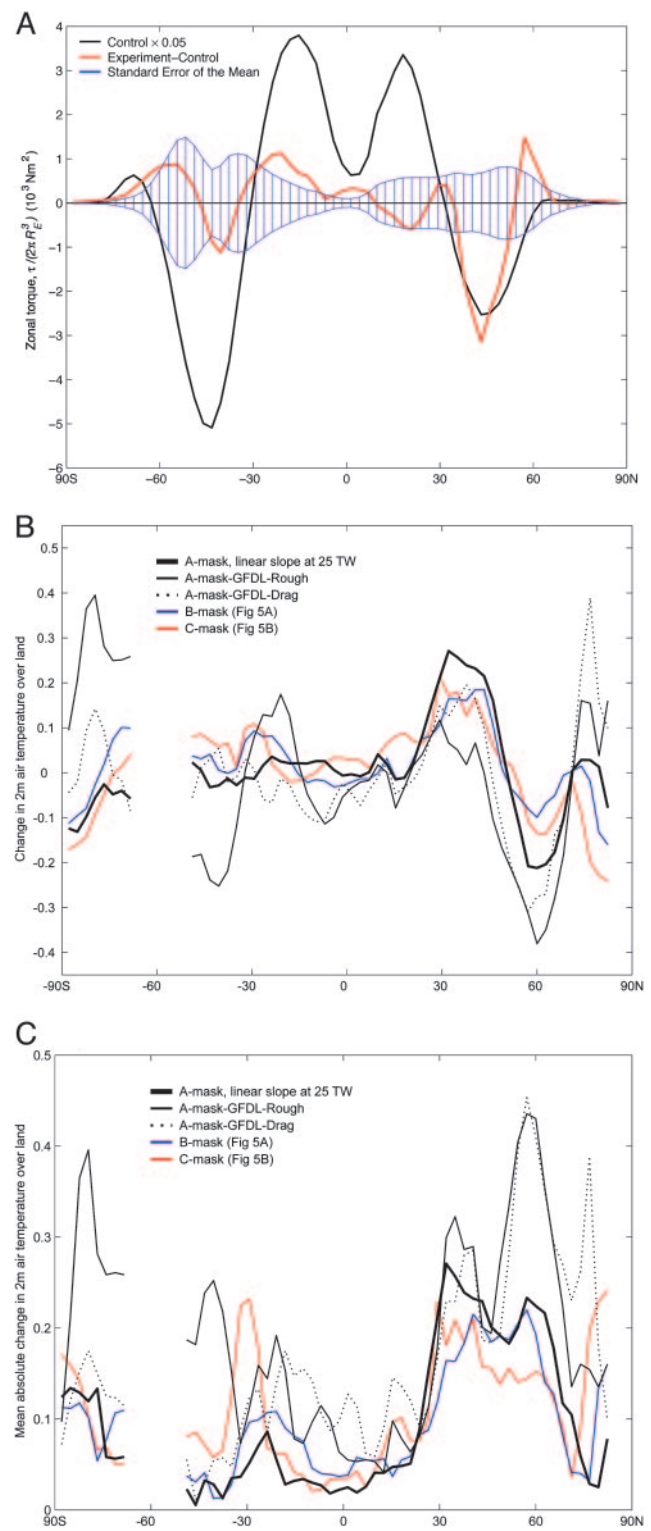 A
Control × 0.05
Experiment–Control
Standard Error of the Mean
Zonal torque, τ /(2π R_E^3) (10^3 Nm^2)
4
3
2
1
0
−1
−2
−3
−4
−5
−6
90S
−60
−30
0
30
60
90N
B
A-mask, linear slope at 25 TW
A-mask-GFDL-Rough
A-mask-GFDL-Drag
B-mask (Fig 5A)
C-mask (Fig 5B)
Change in 2m air temperature over land
0.5
0.4
0.3
0.2
0.1
0
-0.1
-0.2
-0.3
-0.4
-90S
-60
-30
0
30
60
90N
C
A-mask, linear slope at 25 TW
A-mask-GFDL-Rough
A-mask-GFDL-Drag
B-mask (Fig 5A)
C-mask (Fig 5B)
Mean absolute change in 2m air temperature over land
0.5
0.4
0.3
0.2
0.1
0
90S
−60
−30
0
30
60
90N